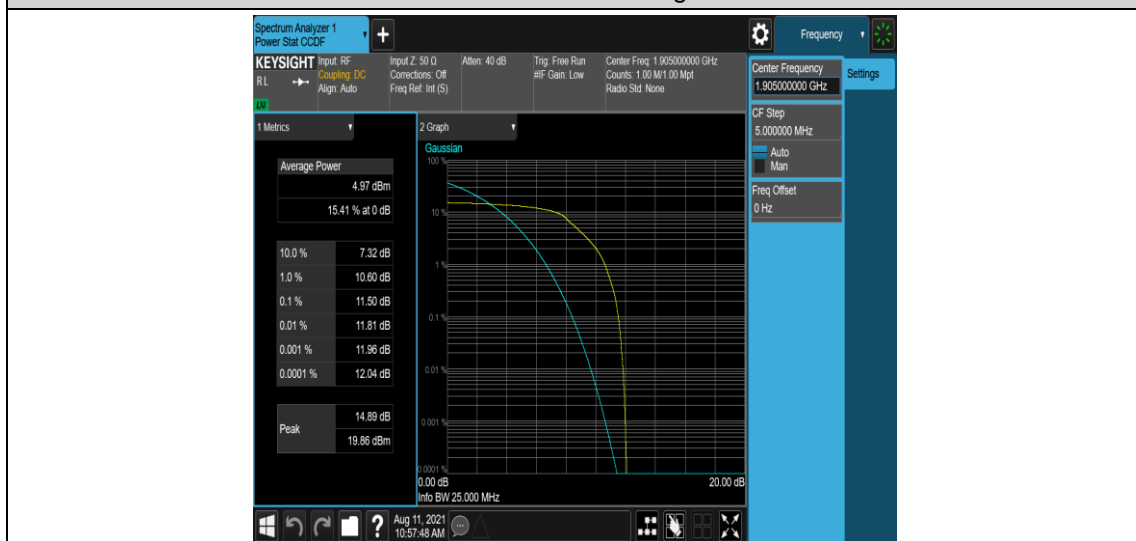 Spectrum Analyzer 1
Power Stat CCDF
+
Frequency
KEYSIGHT
RL
LXI
Input: RF
Coupling: DC
Align: Auto
Input Z: 50 Ω
Corrections: Off
Freq Ref: Int (S)
Atten: 40 dB
Trig: Free Run
#IF Gain: Low
Center Freq: 1.905000000 GHz
Counts: 1.00 M/1.00 Mpt
Radio Std: None
Center Frequency
1.905000000 GHz
Settings
CF Step
5.000000 MHz
Auto
Man
Freq Offset
0 Hz
1 Metrics
Average Power
4.97 dBm
15.41 % at 0 dB
10.0 % 7.32 dB
1.0 % 10.60 dB
0.1 % 11.50 dB
0.01 % 11.81 dB
0.001 % 11.96 dB
0.0001 % 12.04 dB
Peak
14.89 dB
19.86 dBm
2 Graph
Gaussian
100 %
10 %
1 %
0.1 %
0.01 %
0.001 %
0.0001 %
0.00 dB 20.00 dB
Info BW 25.000 MHz
?
Aug 11, 2021
10:57:48 AM